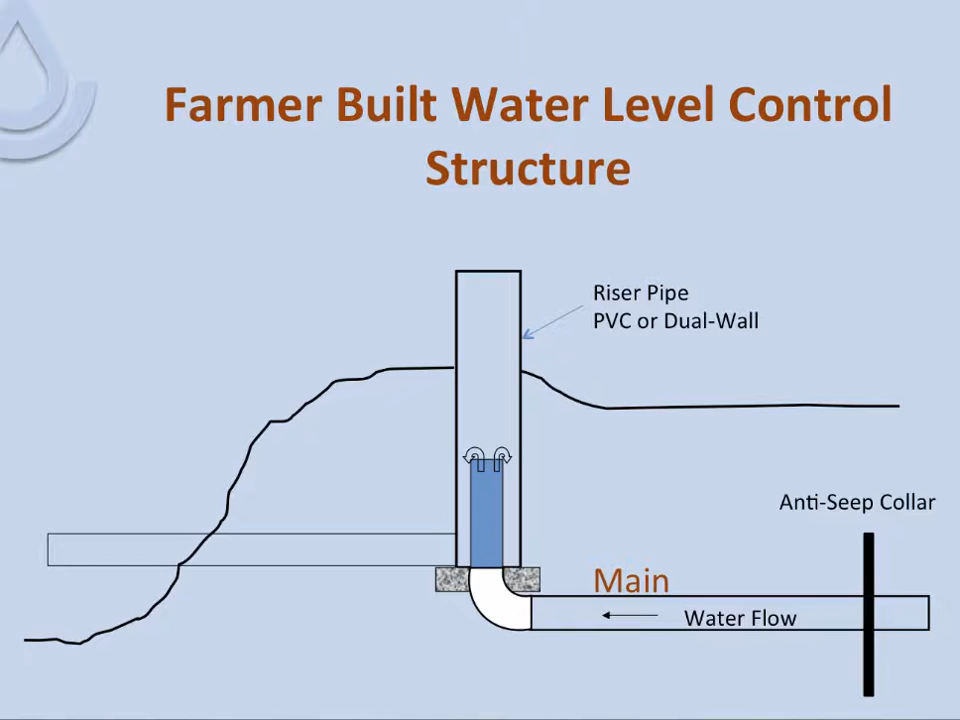 Farmer Built Water Level Control
Structure
Riser Pipe
PVC or Dual-Wall
Anti-Seep Collar
Main
Water Flow